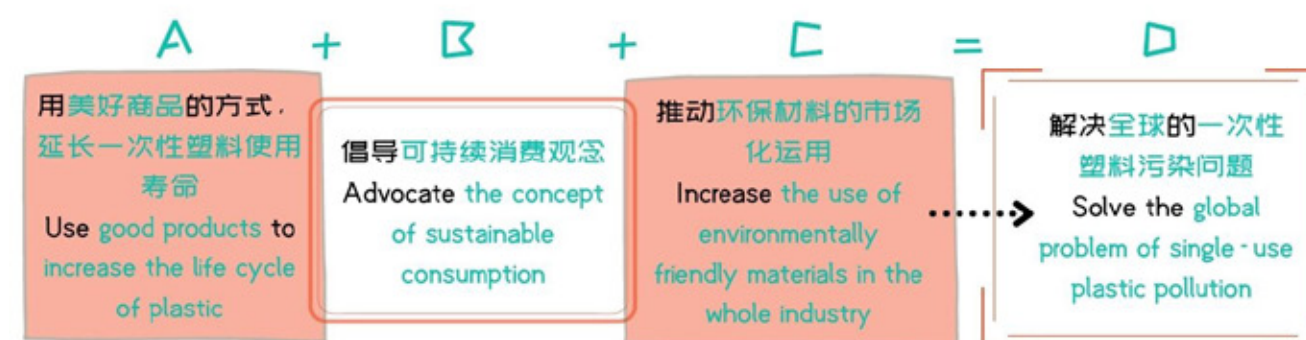 A + B + C = D
用美好商品的方式，
延长一次性塑料使用
寿命
Use good products to
increase the life cycle
of plastic
倡导可持续消费观念
Advocate the concept
of sustainable
consumption
推动环保材料的市场
化运用
Increase the use of
environmentally
friendly materials in the
whole industry
解决全球的一次性
塑料污染问题
Solve the global
problem of single-use
plastic pollution